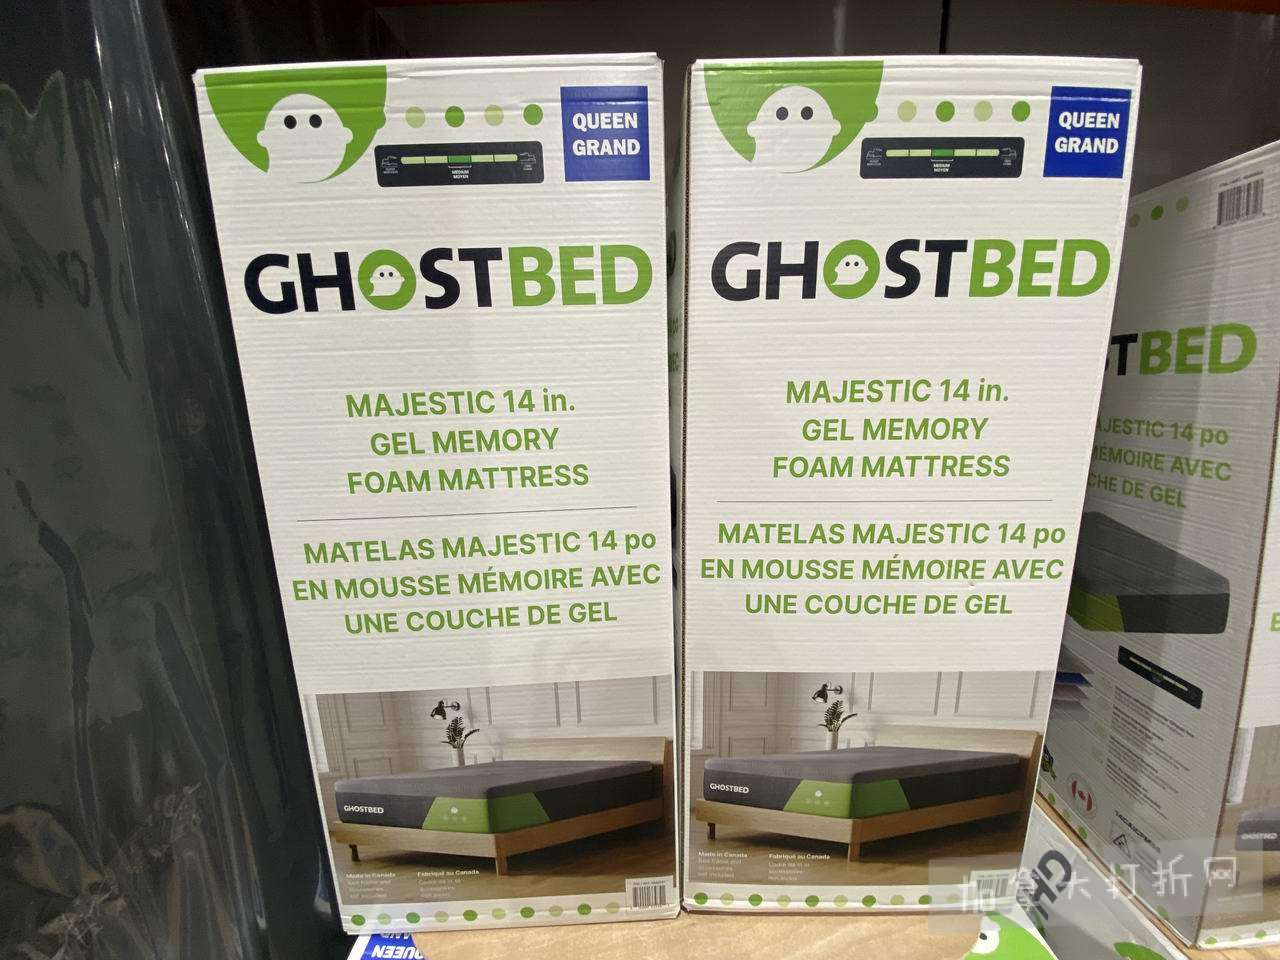 QUEEN
GRAND
MEDIUM
MOYEN
GHOSTBED
MAJESTIC 14 in.
GEL MEMORY
FOAM MATTRESS
MATELAS MAJESTIC 14 po
EN MOUSSE MÉMOIRE AVEC
UNE COUCHE DE GEL
GHOSTBED
Made in Canada
Fabriqué au Canada
QUEEN
GRAND
MEDIUM
MOYEN
GHOSTBED
MAJESTIC 14 in.
GEL MEMORY
FOAM MATTRESS
MATELAS MAJESTIC 14 po
EN MOUSSE MÉMOIRE AVEC
UNE COUCHE DE GEL
GHOSTBED
Made in Canada
Fabriqué au Canada
TBED
AJESTIC 14 po
MÉMOIRE AVEC
CHE DE GEL
QUEEN
加拿大打折网